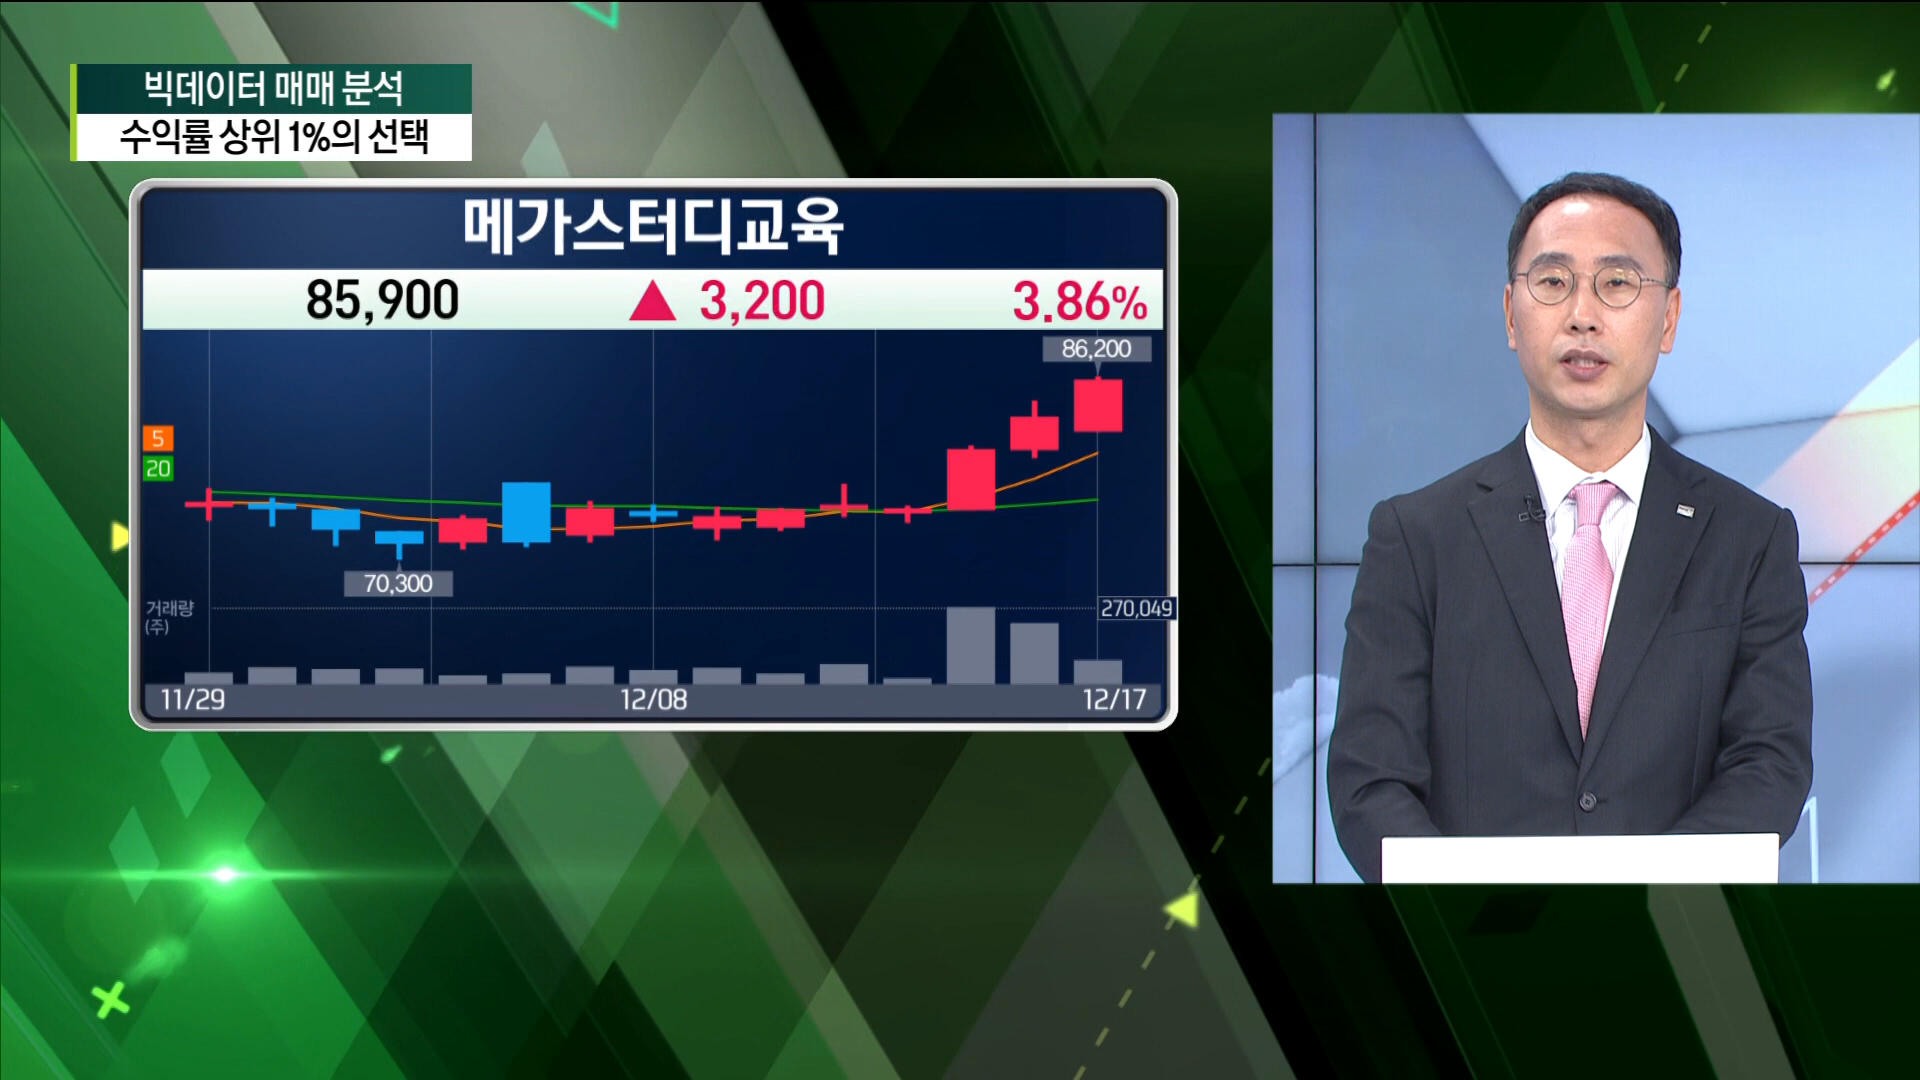 빅데이터 매매 분석
수익률 상위 1%의 선택
메가스터디교육
85,900 ▲ 3,200 3.86%
86,200
5
20
70,300
거래량
(주)
270,049
11/29 12/08 12/17